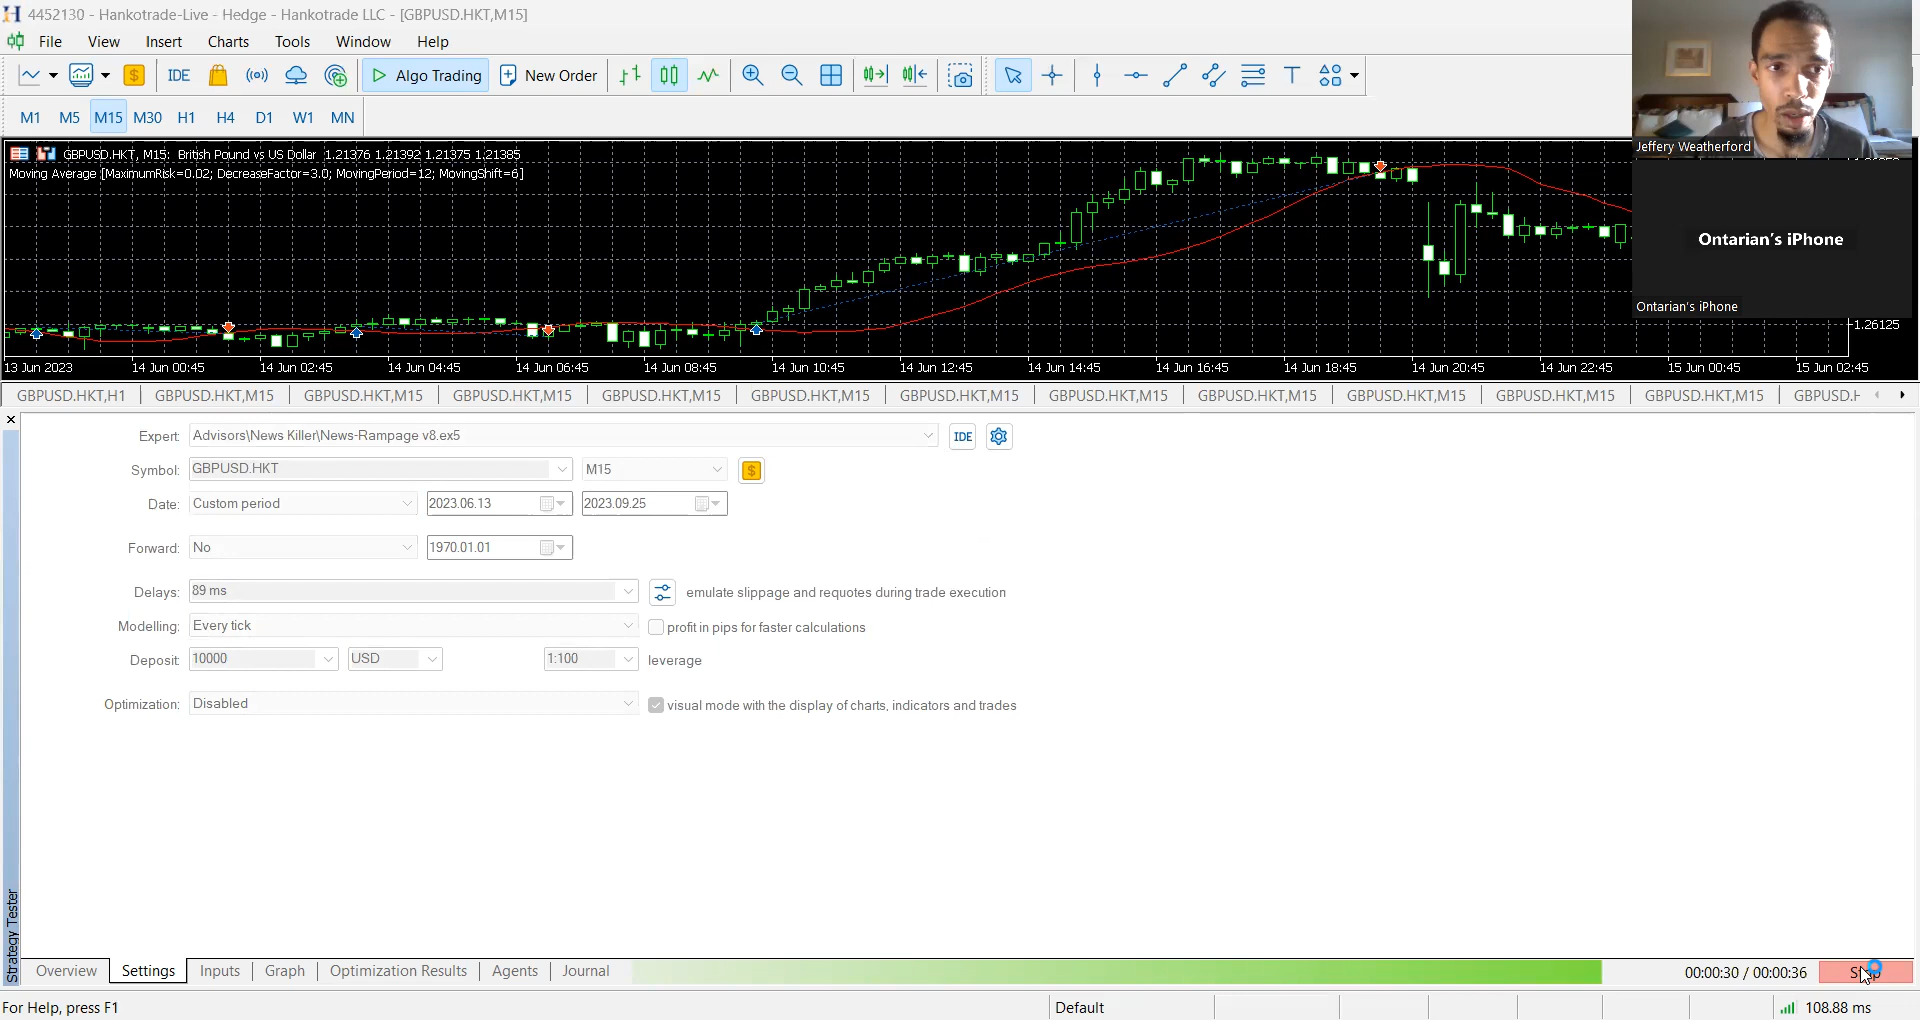 4452130 - Hankotrade-Live - Hedge - Hankotrade LLC - [GBPUSD.HKT,M15]
File View Insert Charts Tools Window Help
IDE Algo Trading New Order
M1 M5 M15 M30 H1 H4 D1 W1 MN
Jeffery Weatherford
GBPUSD.HKT, M15: British Pound vs US Dollar 1.21376 1.21392 1.21375 1.21385
Moving Average [MaximumRisk=0.02; DecreaseFactor=3.0; MovingPeriod=12; MovingShift=6]
Ontarian's iPhone
Ontarian's iPhone
1.26125
13 Jun 2023 14 Jun 00:45 14 Jun 02:45 14 Jun 04:45 14 Jun 06:45 14 Jun 08:45 14 Jun 10:45 14 Jun 12:45 14 Jun 14:45 14 Jun 16:45 14 Jun 18:45 14 Jun 20:45 14 Jun 22:45 15 Jun 00:45 15 Jun 02:45
GBPUSD.HKT,H1 GBPUSD.HKT,M15 GBPUSD.HKT,M15 GBPUSD.HKT,M15 GBPUSD.HKT,M15 GBPUSD.HKT,M15 GBPUSD.HKT,M15 GBPUSD.HKT,M15 GBPUSD.HKT,M15 GBPUSD.HKT,M15 GBPUSD.HKT,M15 GBPUSD.HKT,M15 GBPUSD.H
Expert: Advisors\News Killer\News-Rampage v8.ex5 IDE
Symbol: GBPUSD.HKT M15 $
Date: Custom period 2023.06.13 2023.09.25
Forward: No 1970.01.01
Delays: 89 ms emulate slippage and requotes during trade execution
Modelling: Every tick profit in pips for faster calculations
Deposit: 10000 USD 1:100 leverage
Optimization: Disabled visual mode with the display of charts, indicators and trades
Strategy Tester
Overview Settings Inputs Graph Optimization Results Agents Journal 00:00:30 / 00:00:36
For Help, press F1 Default 108.88 ms